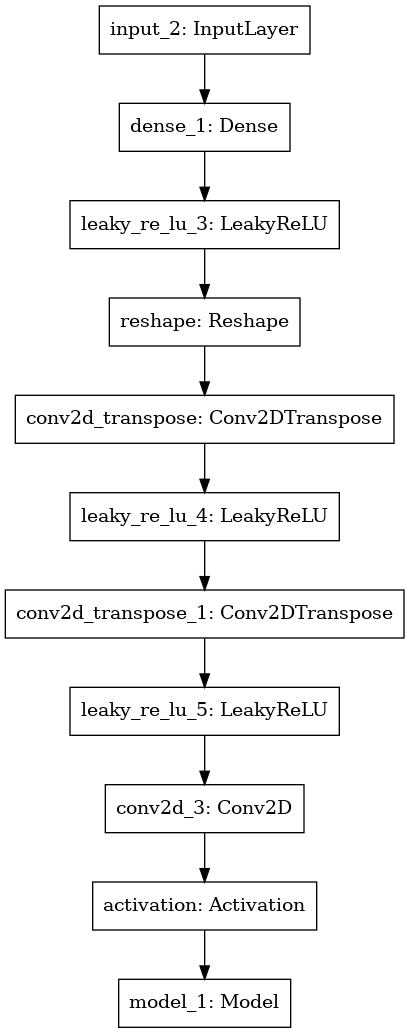 input_2: InputLayer
dense_1: Dense
leaky_re_lu_3: LeakyReLU
reshape: Reshape
conv2d_transpose: Conv2DTranspose
leaky_re_lu_4: LeakyReLU
conv2d_transpose_1: Conv2DTranspose
leaky_re_lu_5: LeakyReLU
conv2d_3: Conv2D
activation: Activation
model_1: Model